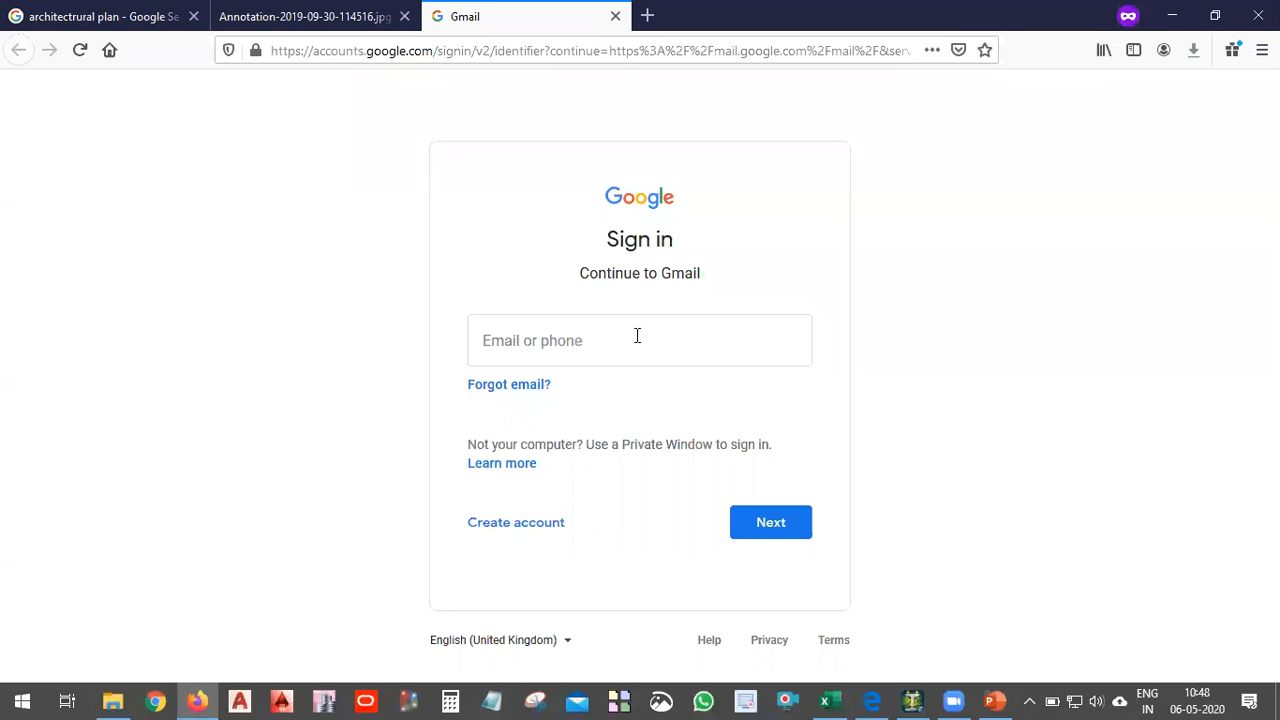 architectrural plan - Google Se
Annotation-2019-09-30-114516.jpg
Gmail
https://accounts.google.com/signin/v2/identifier?continue=https%3A%2F%2Fmail.google.com%2Fmail%2F&ser
Google
Sign in
Continue to Gmail
Email or phone
Forgot email?
Not your computer? Use a Private Window to sign in.
Learn more
Create account
Next
English (United Kingdom)
Help
Privacy
Terms
ENG
IN
10:48
06-05-2020